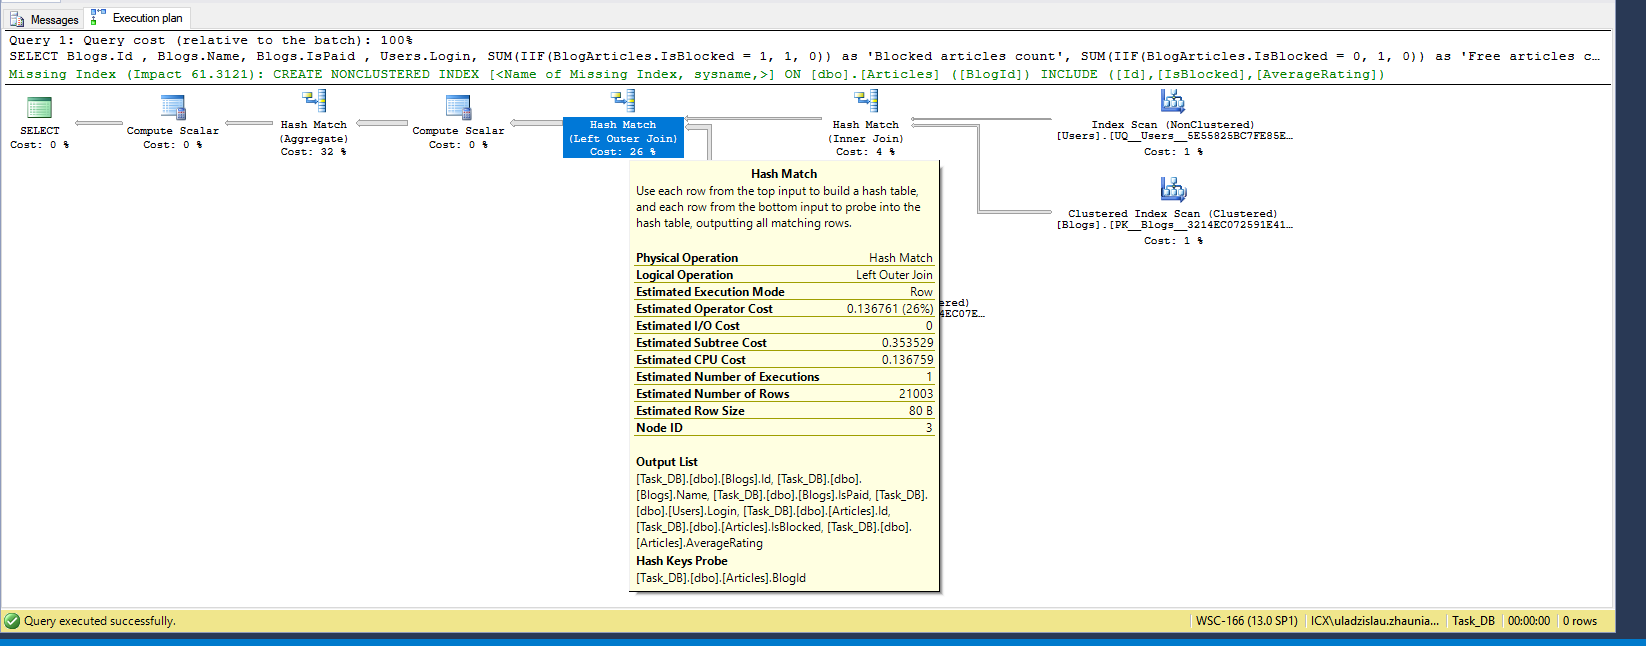 Messages
Execution plan
Query 1: Query cost (relative to the batch): 100%
SELECT Blogs.Id , Blogs.Name, Blogs.IsPaid , Users.Login, SUM(IIF(BlogArticles.IsBlocked = 1, 1, 0)) as 'Blocked articles count', SUM(IIF(BlogArticles.IsBlocked = 0, 1, 0)) as 'Free articles c…
Missing Index (Impact 61.3121): CREATE NONCLUSTERED INDEX [<Name of Missing Index, sysname,>] ON [dbo].[Articles] ([BlogId]) INCLUDE ([Id],[IsBlocked],[AverageRating])
SELECT
Cost: 0 %
Compute Scalar
Cost: 0 %
Hash Match
(Aggregate)
Cost: 32 %
Compute Scalar
Cost: 0 %
Hash Match
(Left Outer Join)
Cost: 26 %
Hash Match
(Inner Join)
Cost: 4 %
Index Scan (NonClustered)
[Users].[UQ__Users__5E55825BC7FE85E…
Cost: 1 %
Clustered Index Scan (Clustered)
[Blogs].[PK__Blogs__3214EC072591E41…
Cost: 1 %
ered)
4EC07E…
Hash Match
Use each row from the top input to build a hash table,
and each row from the bottom input to probe into the
hash table, outputting all matching rows.
Physical Operation Hash Match
Logical Operation Left Outer Join
Estimated Execution Mode Row
Estimated Operator Cost 0.136761 (26%)
Estimated I/O Cost 0
Estimated Subtree Cost 0.353529
Estimated CPU Cost 0.136759
Estimated Number of Executions 1
Estimated Number of Rows 21003
Estimated Row Size 80 B
Node ID 3
Output List
[Task_DB].[dbo].[Blogs].Id, [Task_DB].[dbo].
[Blogs].Name, [Task_DB].[dbo].[Blogs].IsPaid, [Task_DB].
[dbo].[Users].Login, [Task_DB].[dbo].[Articles].Id,
[Task_DB].[dbo].[Articles].IsBlocked, [Task_DB].[dbo].
[Articles].AverageRating
Hash Keys Probe
[Task_DB].[dbo].[Articles].BlogId
Query executed successfully.
WSC-166 (13.0 SP1)
ICX\uladzislau.zhaunia...
Task_DB
00:00:00
0 rows